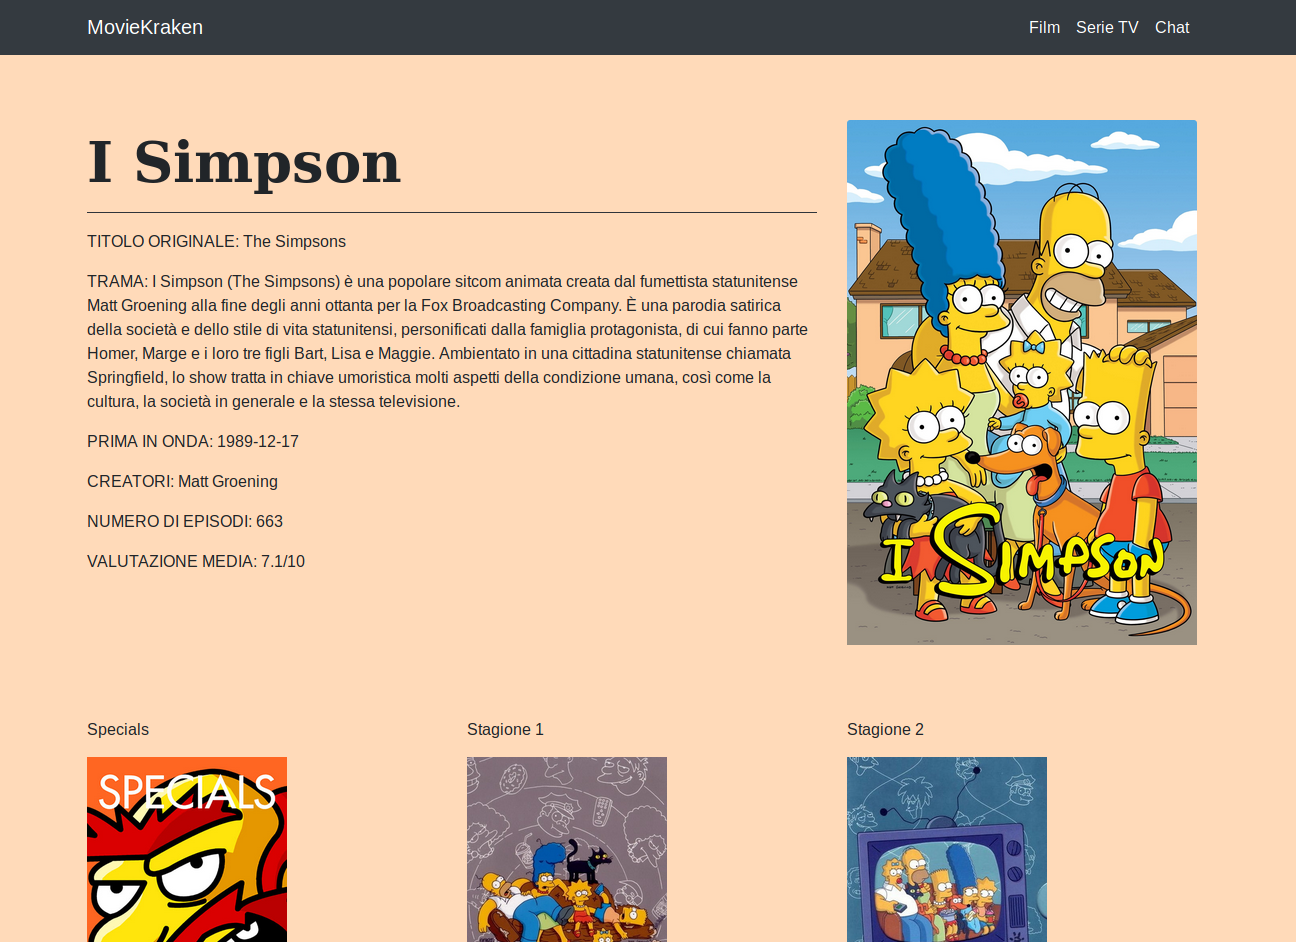 MovieKraken
Film Serie TV Chat
I Simpson
TITOLO ORIGINALE: The Simpsons
TRAMA: I Simpson (The Simpsons) è una popolare sitcom animata creata dal fumettista statunitense
Matt Groening alla fine degli anni ottanta per la Fox Broadcasting Company. È una parodia satirica
della società e dello stile di vita statunitensi, personificati dalla famiglia protagonista, di cui fanno parte
Homer, Marge e i loro tre figli Bart, Lisa e Maggie. Ambientato in una cittadina statunitense chiamata
Springfield, lo show tratta in chiave umoristica molti aspetti della condizione umana, così come la
cultura, la società in generale e la stessa televisione.
PRIMA IN ONDA: 1989-12-17
CREATORI: Matt Groening
NUMERO DI EPISODI: 663
VALUTAZIONE MEDIA: 7.1/10
I SIMPSON
Specials
Stagione 1
Stagione 2
SPECIALS